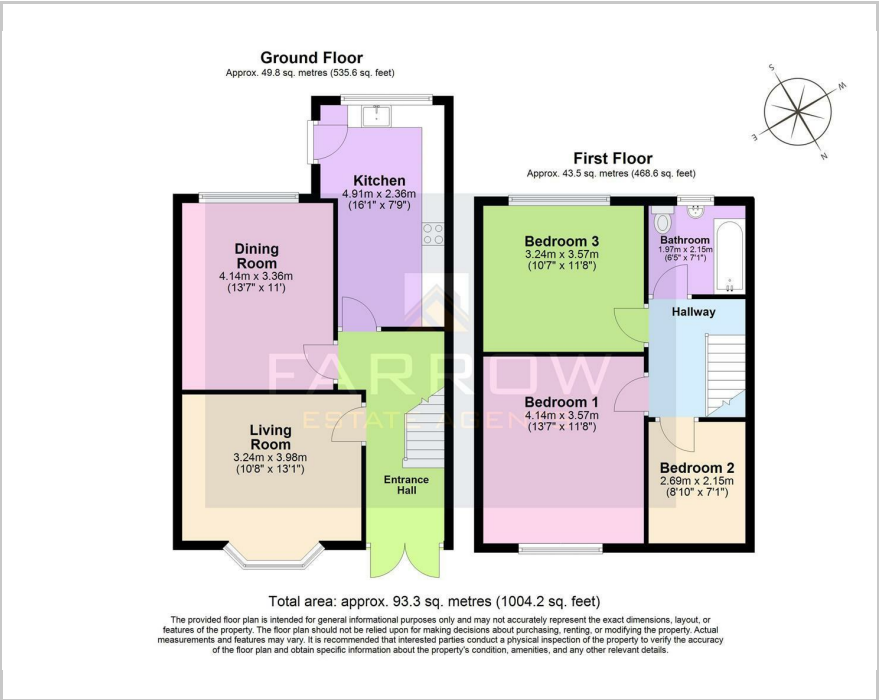 Ground Floor
Approx. 49.8 sq. metres (535.6 sq. feet)
Kitchen
4.91m x 2.36m
(16'1" x 7'9")
Dining
Room
4.14m x 3.36m
(13'7" x 11')
Living
Room
3.24m x 3.98m
(10'8" x 13'1")
Entrance
Hall
S
W
E
N
First Floor
Approx. 43.5 sq. metres (468.6 sq. feet)
Bedroom 3
3.24m x 3.57m
(10'7" x 11'8")
Bathroom
1.97m x 2.15m
(6'5" x 7'1")
Hallway
Bedroom 1
4.14m x 3.57m
(13'7" x 11'8")
Bedroom 2
2.69m x 2.15m
(8'10" x 7'1")
FARROW
ESTATE AGEN
Total area: approx. 93.3 sq. metres (1004.2 sq. feet)
The provided floor plan is intended for general informational purposes only and may not accurately represent the exact dimensions, layout, or
features of the property. The floor plan should not be relied upon for making decisions about purchasing, renting, or modifying the property. Actual
measurements and features may vary. It is recommended that interested parties conduct a physical inspection of the property to verify the accuracy
of the floor plan and obtain specific information about the property's condition, amenities, and any other relevant details.